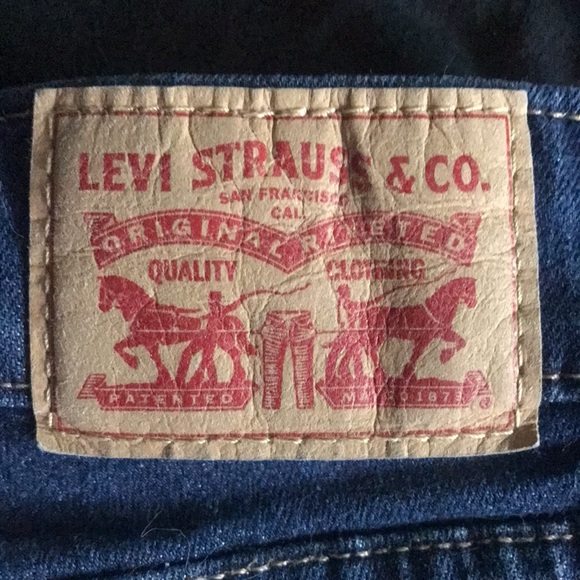 LEVI STRAUSS & CO.
SAN FRANCISCO
CAL.
ORIGINAL RIVETED
QUALITY CLOTHING
PATENTED
MAY 20 1873
®